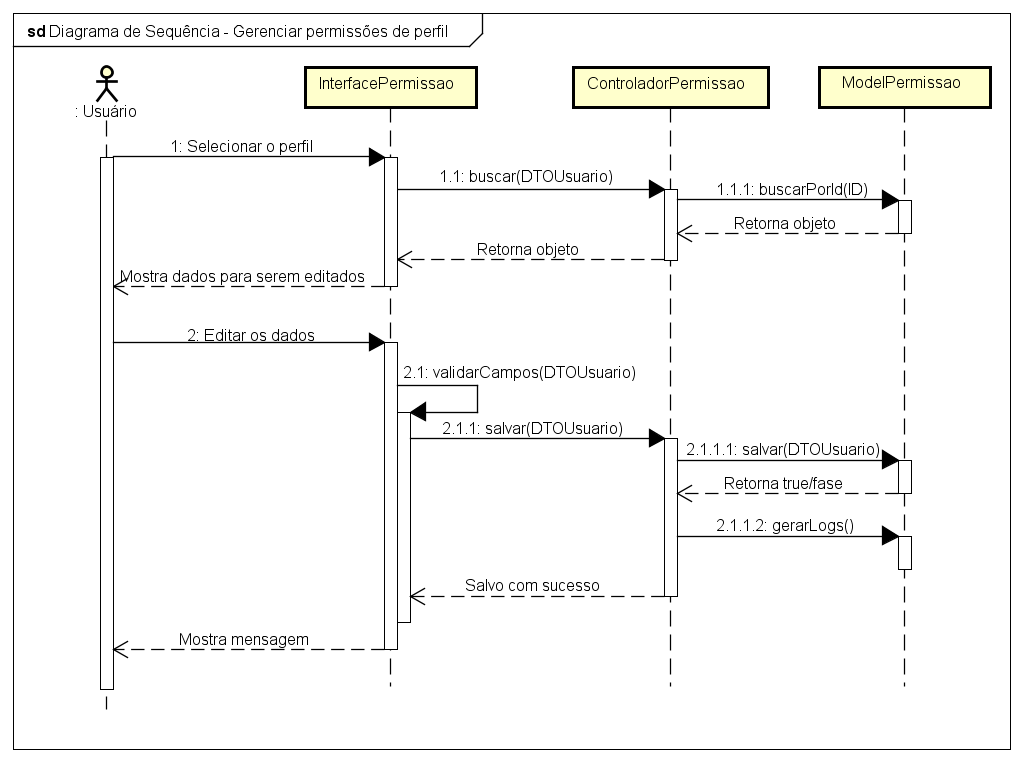 sd Diagrama de Sequência - Gerenciar permissões de perfil
: Usuário
InterfacePermissao
ControladorPermissao
ModelPermissao
1: Selecionar o perfil
1.1: buscar(DTOUsuario)
1.1.1: buscarPorId(ID)
Retorna objeto
Retorna objeto
Mostra dados para serem editados
2: Editar os dados
2.1: validarCampos(DTOUsuario)
2.1.1: salvar(DTOUsuario)
2.1.1.1: salvar(DTOUsuario)
Retorna true/fase
2.1.1.2: gerarLogs()
Salvo com sucesso
Mostra mensagem